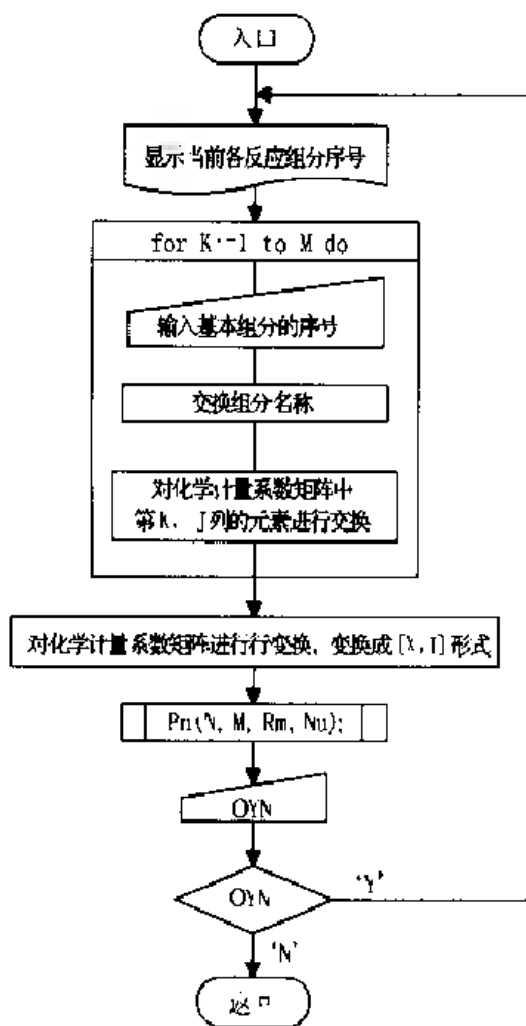 入口
显示当前各反应组分序号
for K:=1 to M do
输入基本组分的序号
交换组分名称
对化学计量系数矩阵中
第K，J列的元素进行交换
对化学计量系数矩阵进行行变换，变换成[X,I]形式
Pn(N, M, Rm, Nu);
OYN
OYN
'Y'
'N'
返回